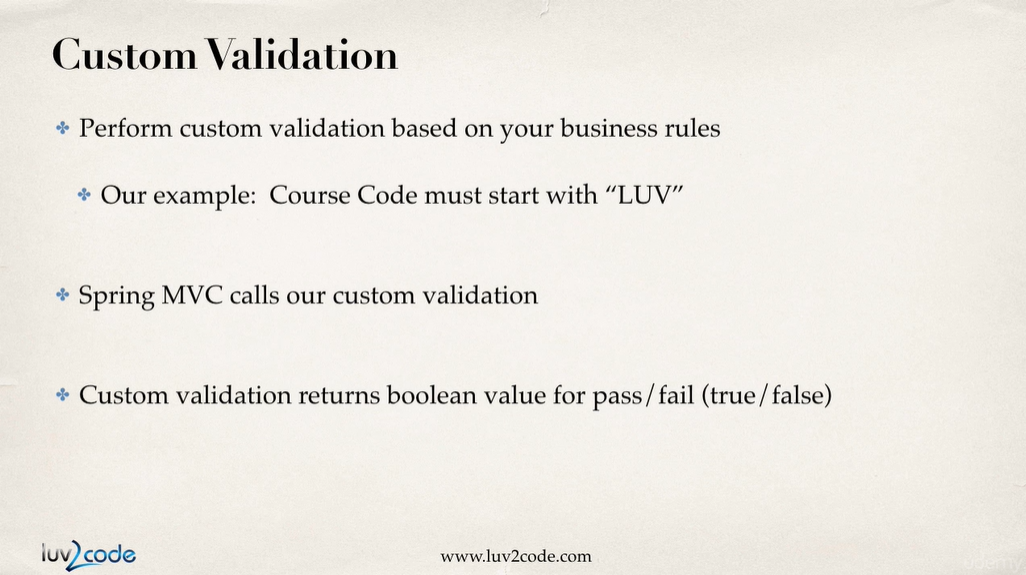 Custom Validation
Perform custom validation based on your business rules
Our example: Course Code must start with “LUV”
Spring MVC calls our custom validation
Custom validation returns boolean value for pass/fail (true/false)
luv2code
www.luv2code.com
udemy